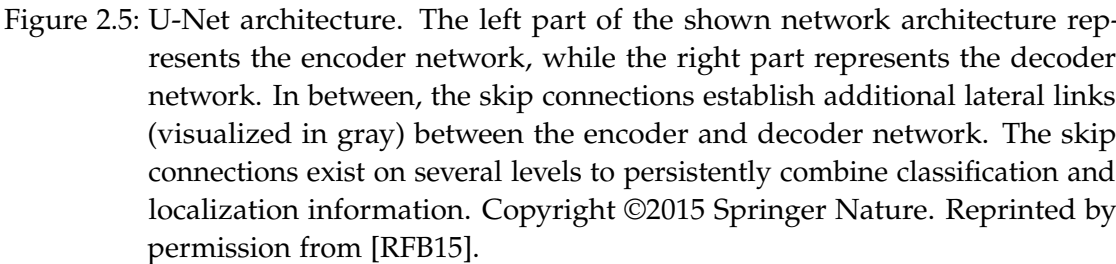 Figure 2.5: U-Net architecture. The left part of the shown network architecture rep-
resents the encoder network, while the right part represents the decoder
network. In between, the skip connections establish additional lateral links
(visualized in gray) between the encoder and decoder network. The skip
connections exist on several levels to persistently combine classification and
localization information. Copyright ©2015 Springer Nature. Reprinted by
permission from [RFB15].